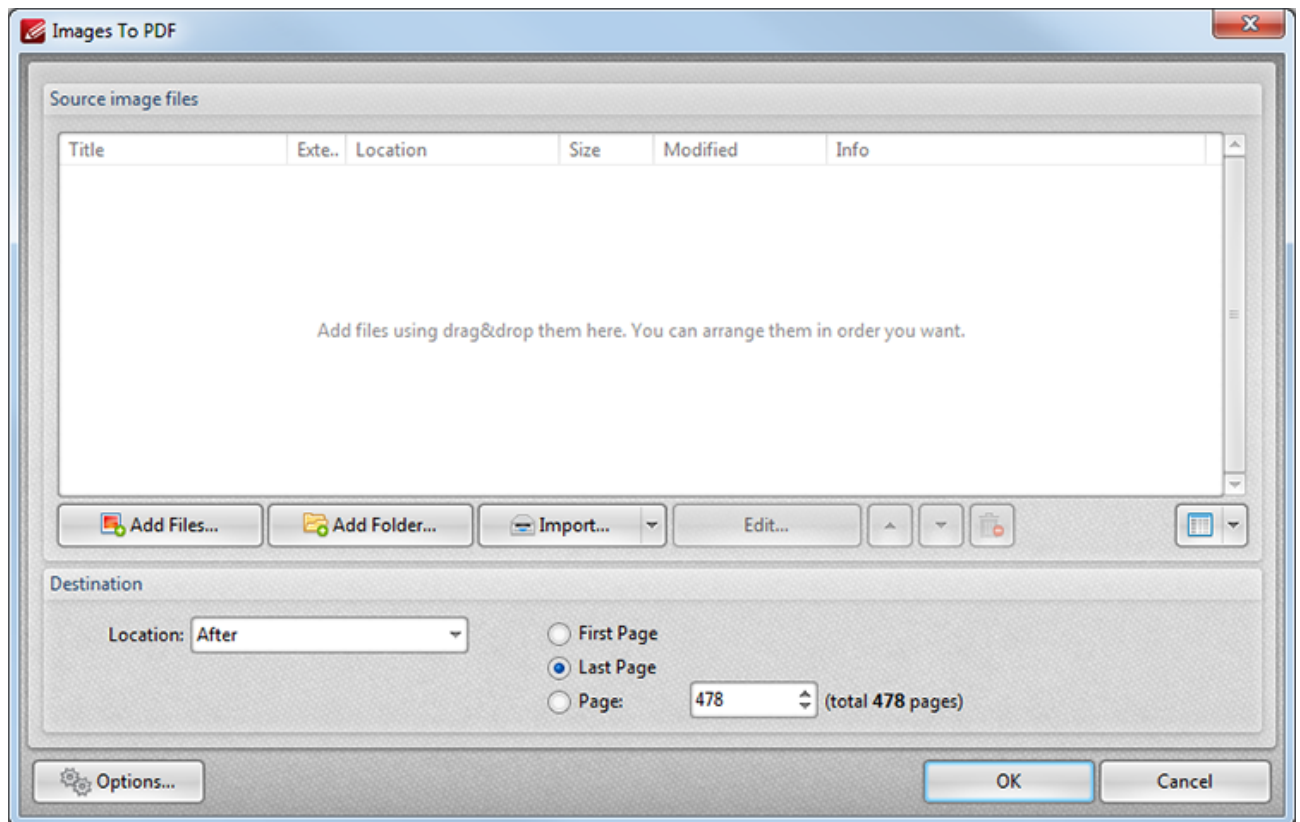 Images To PDF
Source image files
Title Exte.. Location Size Modified Info
Add files using drag&drop them here. You can arrange them in order you want.
Add Files... Add Folder... Import... Edit...
Destination
Location: After First Page
Last Page
Page: 478 (total 478 pages)
Options... OK Cancel